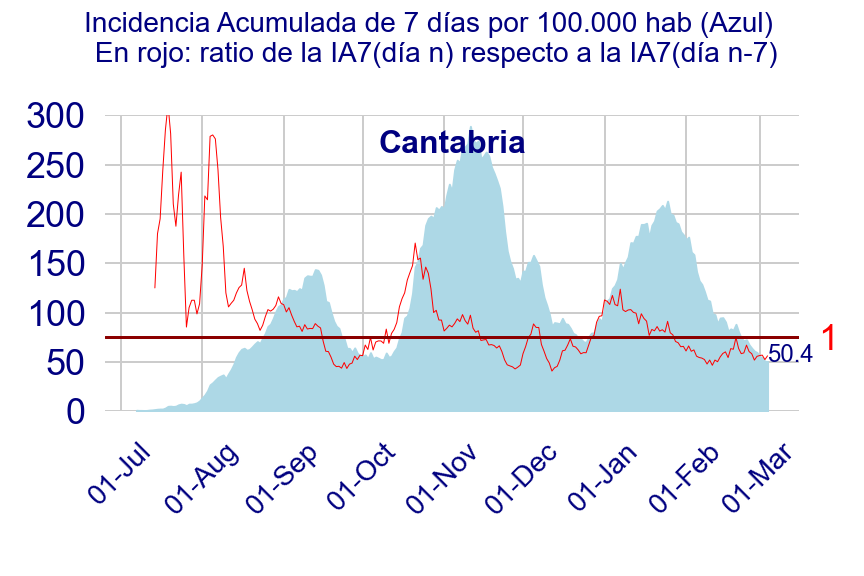 Incidencia Acumulada de 7 días por 100.000 hab (Azul)
En rojo: ratio de la IA7(día n) respecto a la IA7(día n-7)
Cantabria
300
250
200
150
100
50
0
1
50.4
01-Jul
01-Aug
01-Sep
01-Oct
01-Nov
01-Dec
01-Jan
01-Feb
01-Mar